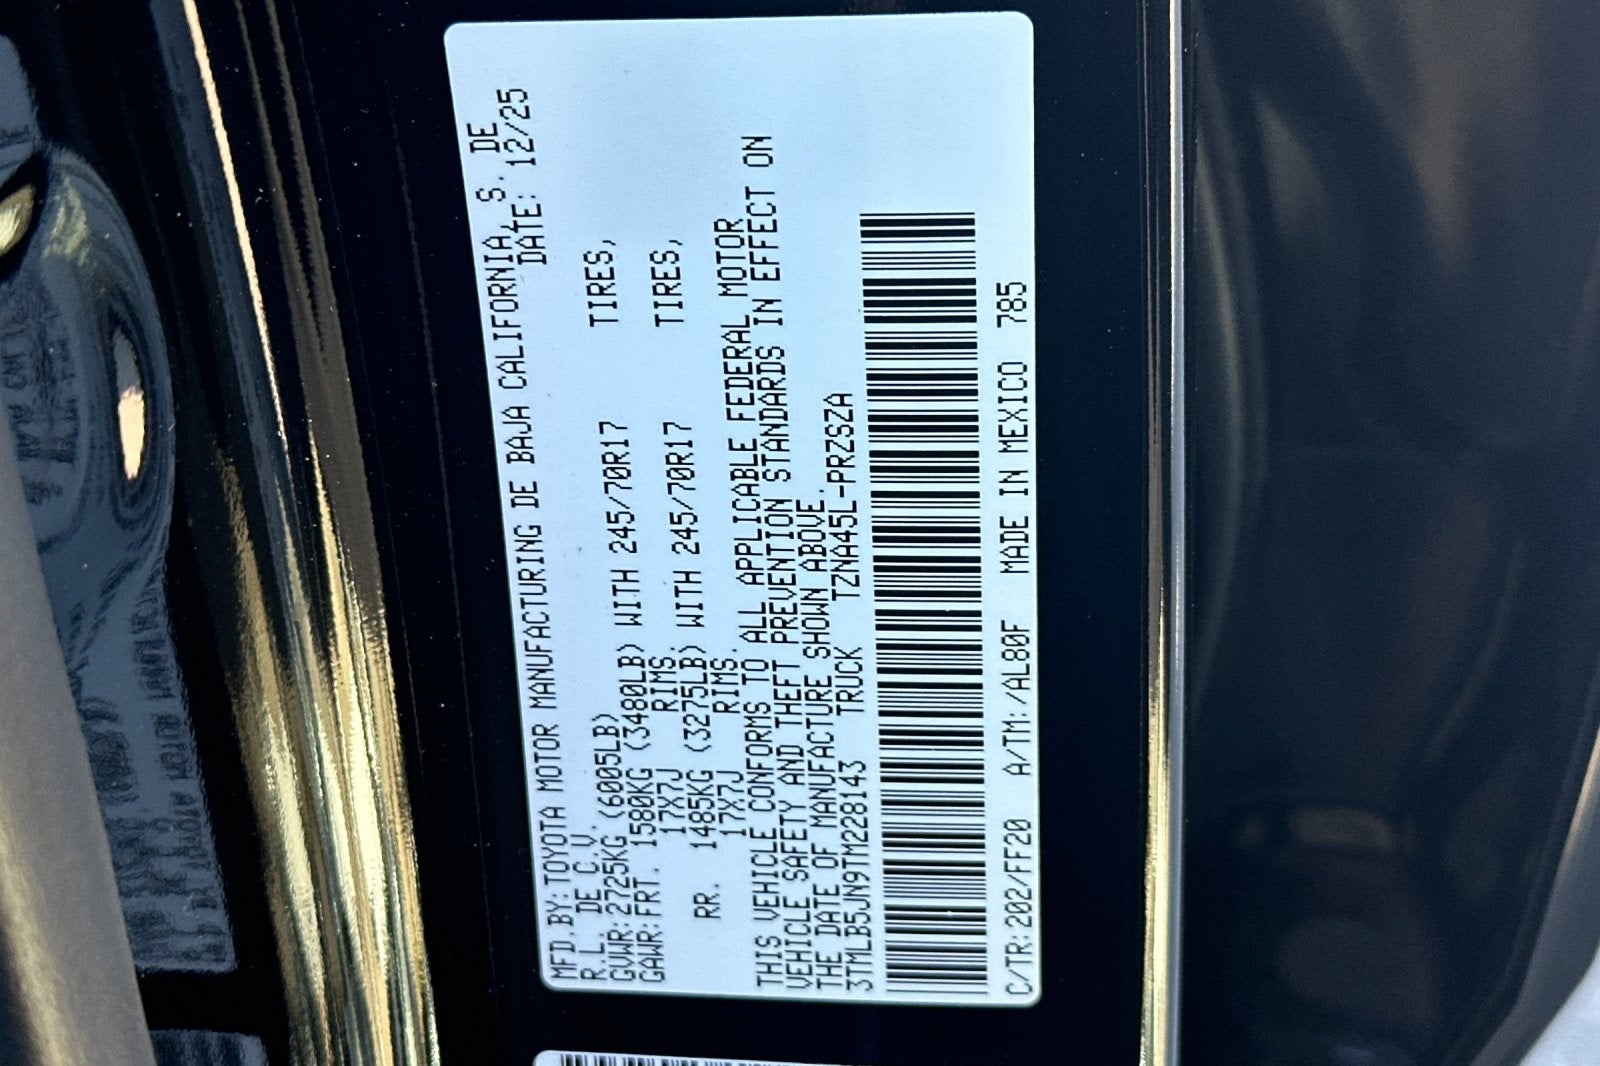 MFD.BY:TOYOTA MOTOR MANUFACTURING DE BAJA CALIFORNIA, S. DE
R.L. DE C.V. DATE: 12/25
GVWR:2725KG (6005LB)
GAWR:FRT. 1580KG (3480LB) WITH 245/70R17 TIRES,
17X7J RIMS.
RR. 1485KG (3275LB) WITH 245/70R17 TIRES,
17X7J RIMS.
THIS VEHICLE CONFORMS TO ALL APPLICABLE FEDERAL MOTOR
VEHICLE SAFETY AND THEFT PREVENTION STANDARDS IN EFFECT ON
THE DATE OF MANUFACTURE SHOWN ABOVE.
3TMLB5JN9TM228143 TRUCK TZNA45L-PRZSZA
C/TR:202/FF20 A/TM:/AL80F MADE IN MEXICO 785